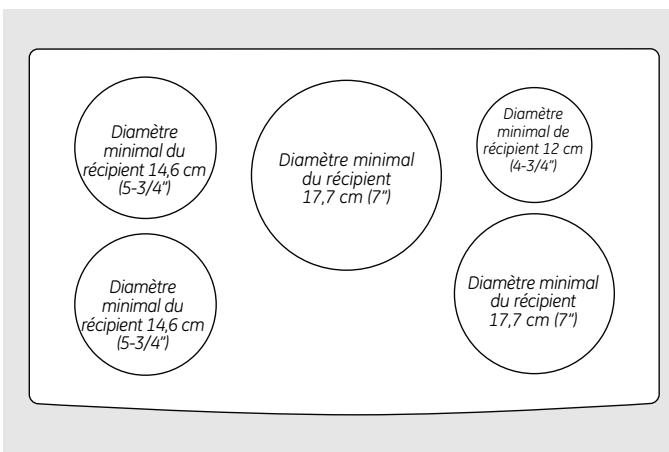 Diamètre
minimal du
récipient 14,6 cm
(5-3/4")
Diamètre minimal
du récipient
17,7 cm (7")
Diamètre
minimal de
récipient 12 cm
(4-3/4")
Diamètre
minimal du
récipient 14,6 cm
(5-3/4")
Diamètre minimal
du récipient
17,7 cm (7")